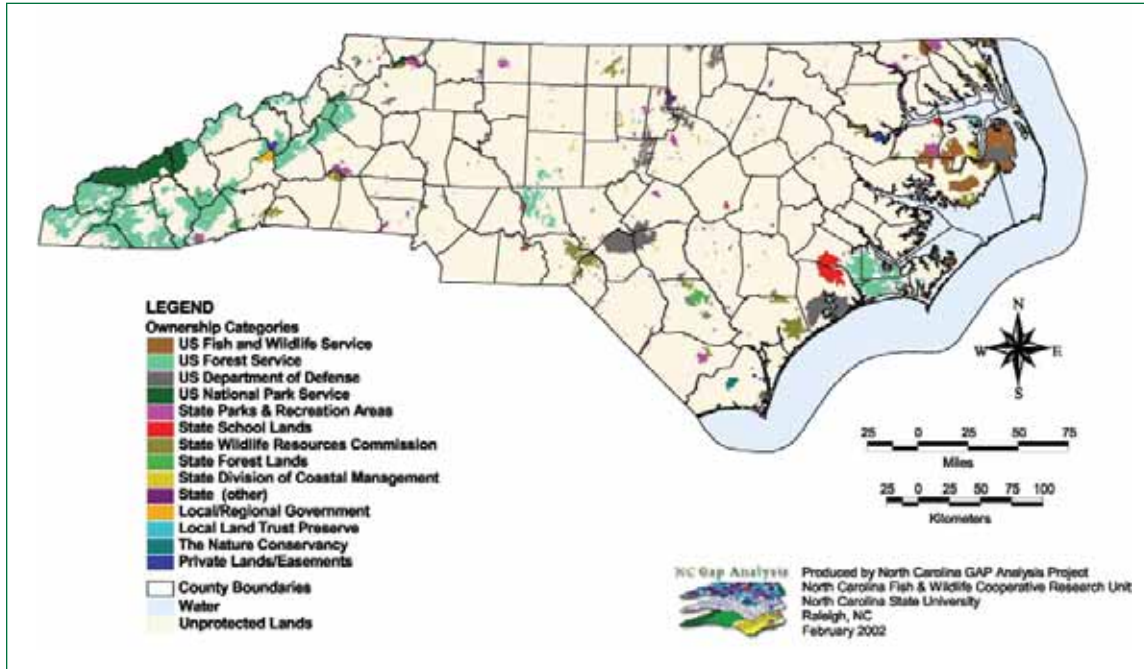 LEGEND
Ownership Categories
US Fish and Wildlife Service
US Forest Service
US Department of Defense
US National Park Service
State Parks & Recreation Areas
State School Lands
State Wildlife Resources Commission
State Forest Lands
State Division of Coastal Management
State (other)
Local/Regional Government
Local Land Trust Preserve
The Nature Conservancy
Private Lands/Easements
County Boundaries
Water
Unprotected Lands
N
W E
S
25 0 25 50 75
Miles
25 0 25 50 75 100
Kilometers
NC Gap Analysis
Produced by North Carolina GAP Analysis Project
North Carolina Fish & Wildlife Cooperative Research Unit
North Carolina State University
Raleigh, NC
February 2002